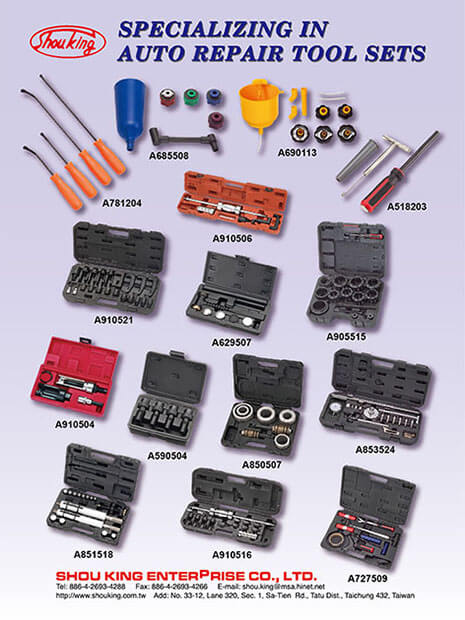 Shou King
SPECIALIZING IN
AUTO REPAIR TOOL SETS
A685508
A690113
A781204
A518203
A910506
A910521
A629507
A905515
A910504
A590504
A850507
A853524
A851518
A910516
A727509
SHOU KING ENTERPRISE CO., LTD.
Tel: 886-4-2693-4288 Fax: 886-4-2693-4266 E-mail: shou.king@msa.hinet.net
http://www.shouking.com.tw Add: No. 33-12, Lane 320, Sec. 1, Sa-Tien Rd., Tatu Dist., Taichung 432, Taiwan